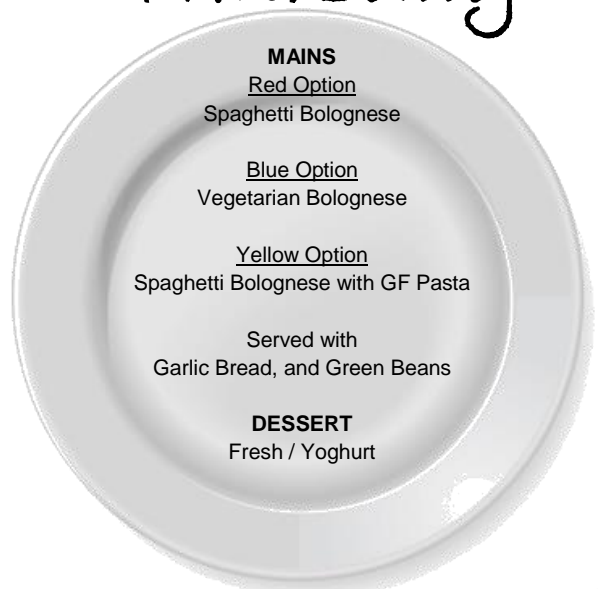 MAINS
Red Option
Spaghetti Bolognese
Blue Option
Vegetarian Bolognese
Yellow Option
Spaghetti Bolognese with GF Pasta
Served with
Garlic Bread, and Green Beans
DESSERT
Fresh / Yoghurt